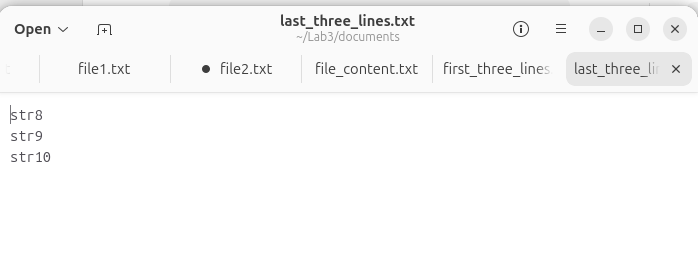 Open
last_three_lines.txt
~/Lab3/documents
file1.txt
file2.txt
file_content.txt
first_three_lines
last_three_li
str8
str9
str10